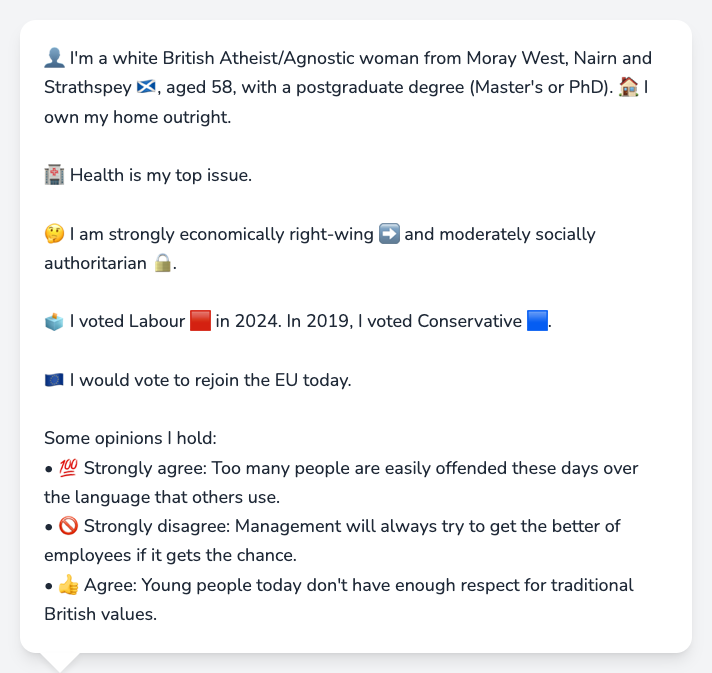 👤 I'm a white British Atheist/Agnostic woman from Moray West, Nairn and
Strathspey 🏴󠁧󠁢󠁳󠁣󠁴󠁿, aged 58, with a postgraduate degree (Master's or PhD). 🏠 I
own my home outright.
🏥 Health is my top issue.
🤔 I am strongly economically right-wing ➡️ and moderately socially
authoritarian 🔒.
🗳️ I voted Labour 🟥 in 2024. In 2019, I voted Conservative 🟦.
🇪🇺 I would vote to rejoin the EU today.
Some opinions I hold:
• 💯 Strongly agree: Too many people are easily offended these days over
the language that others use.
• 🚫 Strongly disagree: Management will always try to get the better of
employees if it gets the chance.
• 👍 Agree: Young people today don't have enough respect for traditional
British values.